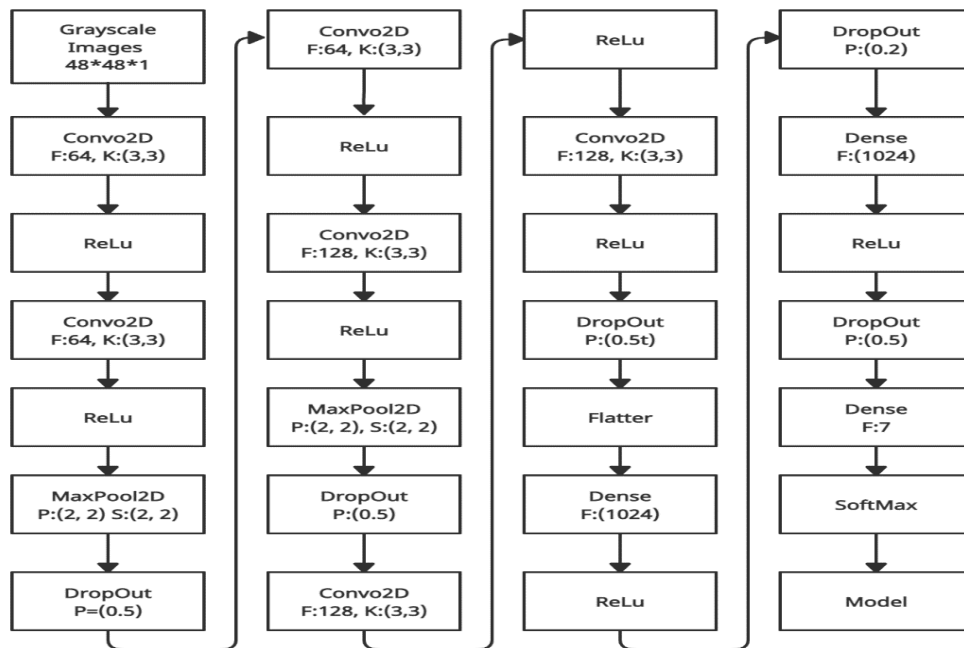 Grayscale
Images
48*48*1
Convo2D
F:64, K:(3,3)
ReLu
Convo2D
F:64, K:(3,3)
ReLu
MaxPool2D
P:(2, 2) S:(2, 2)
DropOut
P=(0.5)
Convo2D
F:64, K:(3,3)
ReLu
Convo2D
F:128, K:(3,3)
ReLu
MaxPool2D
P:(2, 2), S:(2, 2)
DropOut
P:(0.5)
Convo2D
F:128, K:(3,3)
ReLu
Convo2D
F:128, K:(3,3)
ReLu
DropOut
P:(0.5t)
Flatter
Dense
F:(1024)
ReLu
DropOut
P:(0.2)
Dense
F:(1024)
ReLu
DropOut
P:(0.5)
Dense
F:7
SoftMax
Model